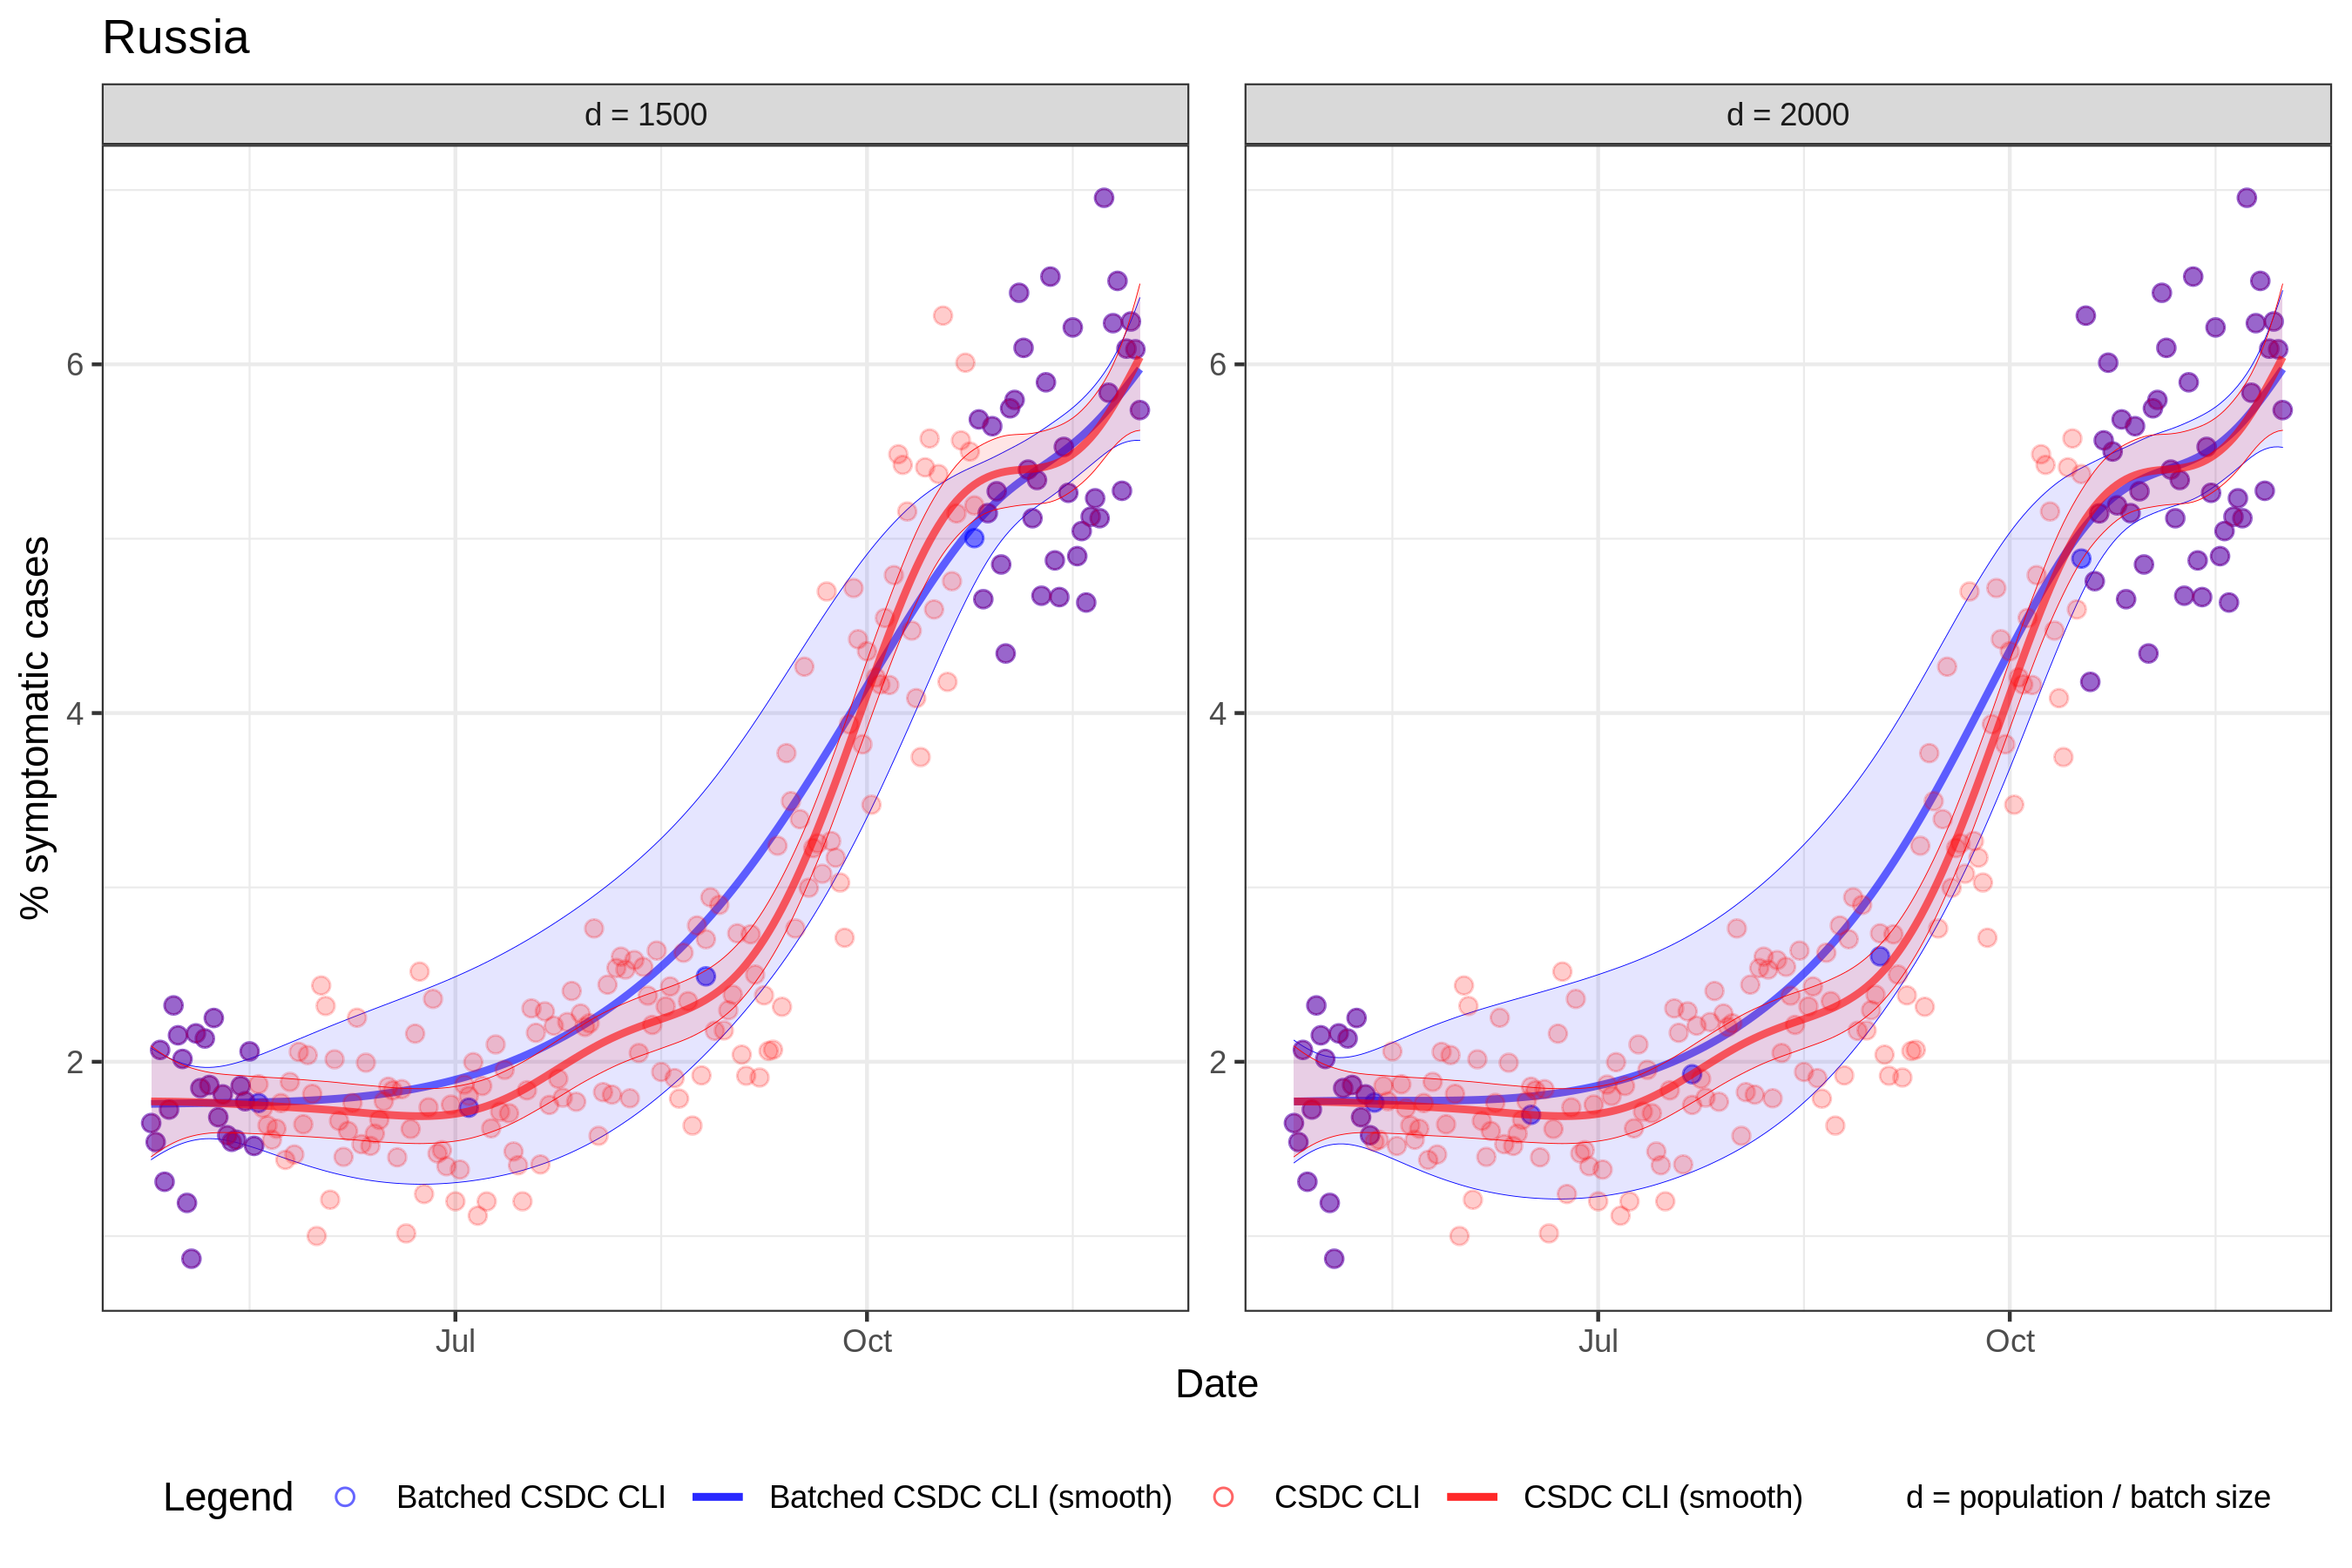 Russia
d = 1500
d = 2000
% symptomatic cases
6
4
2
6
4
2
Jul
Oct
Jul
Oct
Date
Legend Batched CSDC CLI Batched CSDC CLI (smooth) CSDC CLI CSDC CLI (smooth) d = population / batch size